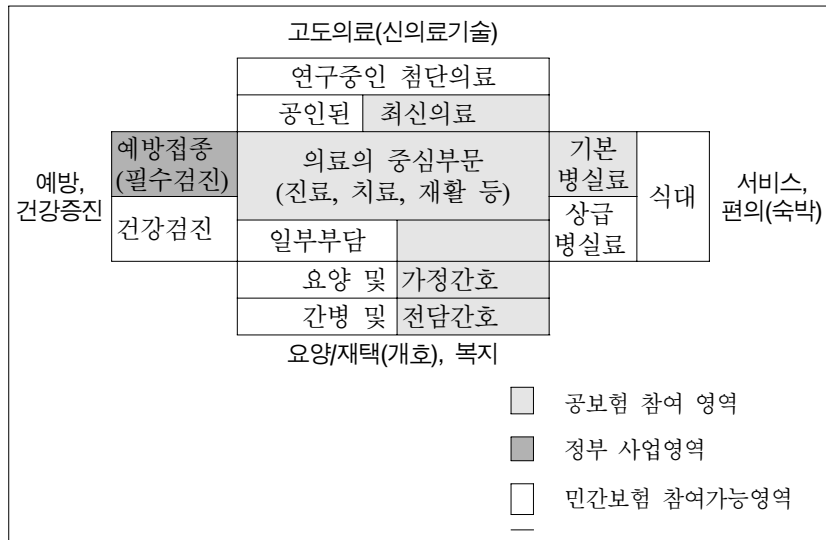 고도의료(신의료기술)
연구중인 첨단의료
공인된 최신의료
예방,
건강증진
예방접종
(필수검진)
건강검진
의료의 중심부문
(진료, 치료, 재활 등)
일부부담
기본
병실료
상급
병실료
식대
서비스,
편의(숙박)
요양 및 가정간호
간병 및 전담간호
요양/재택(개호), 복지
공보험 참여 영역
정부 사업영역
민간보험 참여가능영역